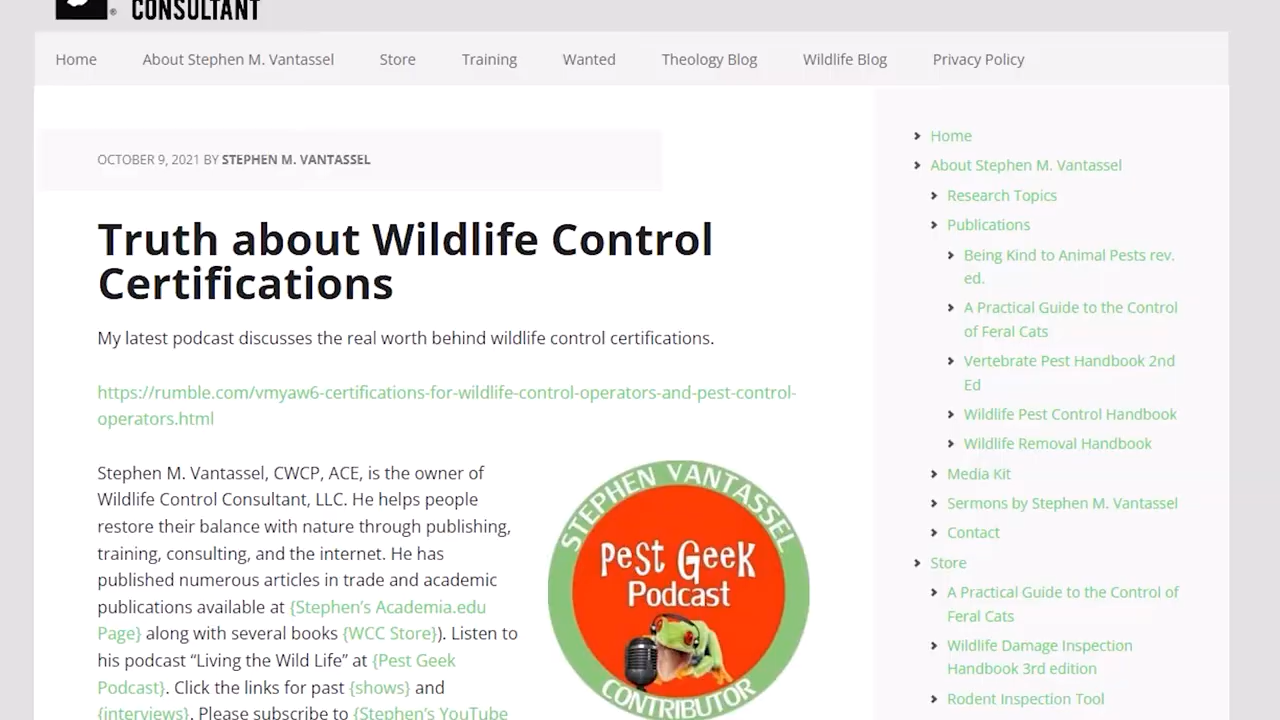 ® CONSULTANT
Home About Stephen M. Vantassel Store Training Wanted Theology Blog Wildlife Blog Privacy Policy
OCTOBER 9, 2021 BY STEPHEN M. VANTASSEL
Truth about Wildlife Control
Certifications
My latest podcast discusses the real worth behind wildlife control certifications.
https://rumble.com/vmyaw6-certifications-for-wildlife-control-operators-and-pest-control-
operators.html
Stephen M. Vantassel, CWCP, ACE, is the owner of
Wildlife Control Consultant, LLC. He helps people
restore their balance with nature through publishing,
training, consulting, and the internet. He has
published numerous articles in trade and academic
publications available at {Stephen’s Academia.edu
Page} along with several books {WCC Store}). Listen to
his podcast “Living the Wild Life” at {Pest Geek
Podcast}. Click the links for past {shows} and
{interviews}. Please subscribe to {Stephen’s YouTube
STEPHEN VANTASSEL
PeSt GeeK
Podcast
CONTRIBUTOR
Home
About Stephen M. Vantassel
Research Topics
Publications
Being Kind to Animal Pests rev.
ed.
A Practical Guide to the Control
of Feral Cats
Vertebrate Pest Handbook 2nd
Ed
Wildlife Pest Control Handbook
Wildlife Removal Handbook
Media Kit
Sermons by Stephen M. Vantassel
Contact
Store
A Practical Guide to the Control of
Feral Cats
Wildlife Damage Inspection
Handbook 3rd edition
Rodent Inspection Tool